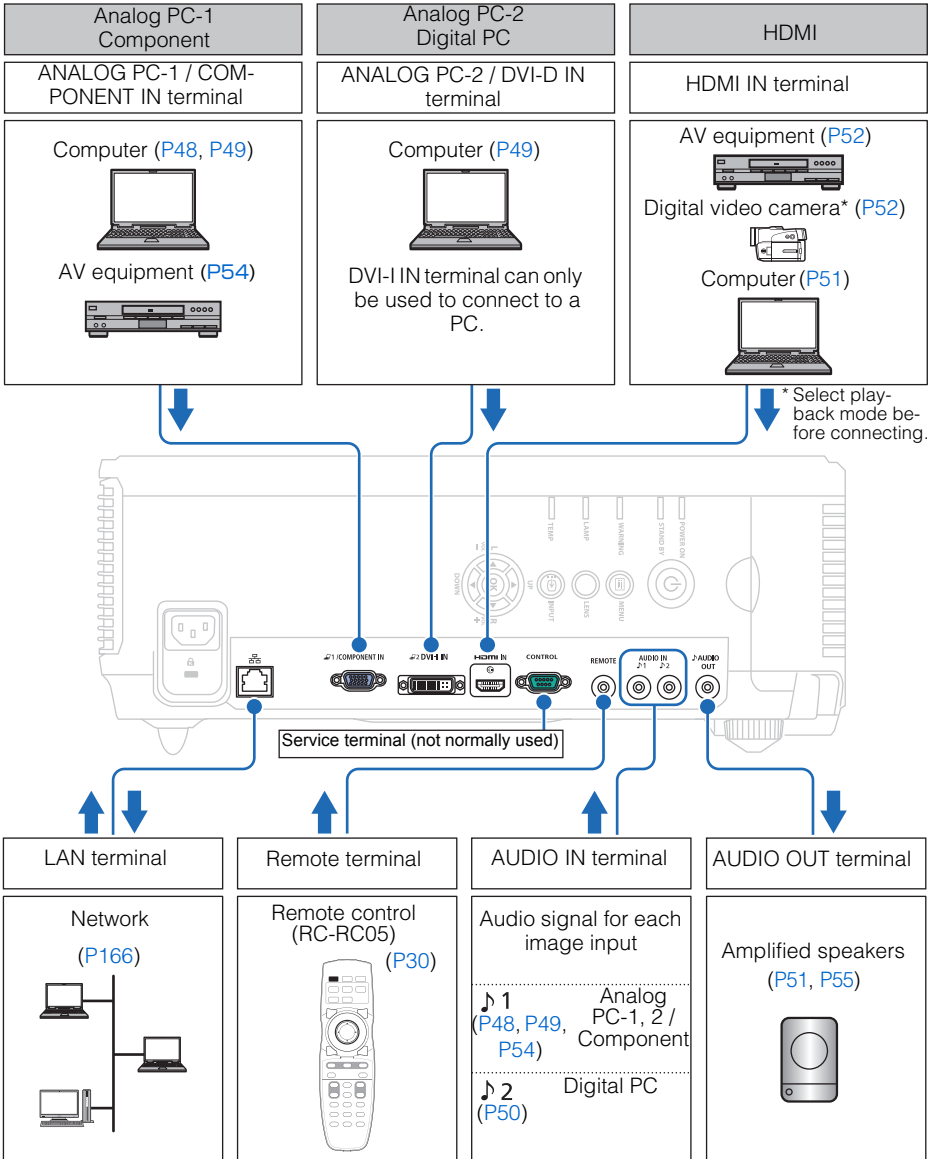 Analog PC-1
Component
Analog PC-2
Digital PC
HDMI
ANALOG PC-1 / COM-
PONENT IN terminal
ANALOG PC-2 / DVI-D IN
terminal
HDMI IN terminal
Computer (P48, P49)
AV equipment (P54)
Computer (P49)
DVI-I IN terminal can only
be used to connect to a
PC.
AV equipment (P52)
Digital video camera* (P52)
Computer (P51)
* Select play-
back mode be-
fore connecting.
TEMP
LAMP
WARNING
STAND BY
POWER ON
L
− VOL
DOWN
OK
UP
R
VOL +
INPUT
LENS
MENU
1 / COMPONENT IN
2 DVI-I IN
HDMI IN
CONTROL
REMOTE
AUDIO IN
♪1 ♪2
♪ AUDIO
OUT
Service terminal (not normally used)
LAN terminal
Remote terminal
AUDIO IN terminal
AUDIO OUT terminal
Network
(P166)
Remote control
(RC-RC05)
(P30)
Audio signal for each
image input
♪ 1
(P48, P49,
P54)
Analog
PC-1, 2 /
Component
♪ 2
(P50)
Digital PC
Amplified speakers
(P51, P55)